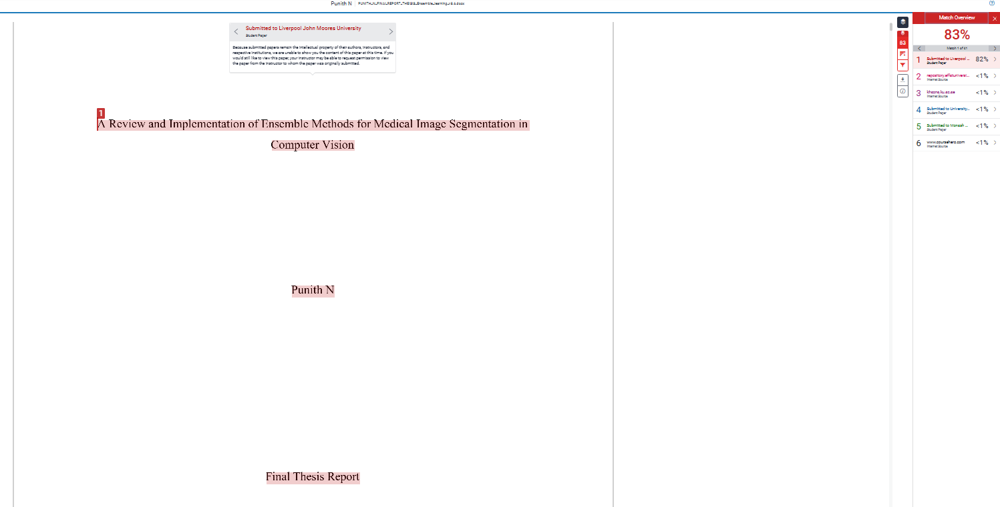 Punith N
PUNITH_N_FINAL_REPORT_THESIS_Ensemble_learning_v8.6.docx
Match Overview
Submitted to Liverpool John Moores University
Student Paper
Because submitted papers remain the intellectual property of their authors, instructors, and
respective institutions, we are unable to show you the content of this paper at this time. If you
would still like to view this paper, your instructor may be able to request permission to view
the paper from the instructor to whom the paper was originally submitted.
83
83%
Match 1 of 41
1 Submitted to Liverpool ... 82%
Student Paper
2 repository.effatuniversi... <1%
Internet Source
3 khazna.ku.ac.ae <1%
Internet Source
4 Submitted to University... <1%
Student Paper
5 Submitted to Monash ... <1%
Student Paper
6 www.coursehero.com <1%
Internet Source
1
A Review and Implementation of Ensemble Methods for Medical Image Segmentation in
Computer Vision
Punith N
Final Thesis Report